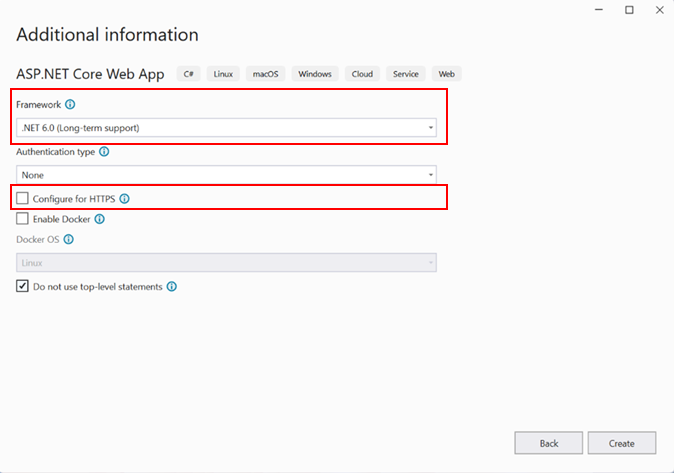 Additional information
ASP.NET Core Web App C# Linux macOS Windows Cloud Service Web
Framework
.NET 6.0 (Long-term support)
Authentication type
None
Configure for HTTPS
Enable Docker
Docker OS
Linux
Do not use top-level statements
Back Create